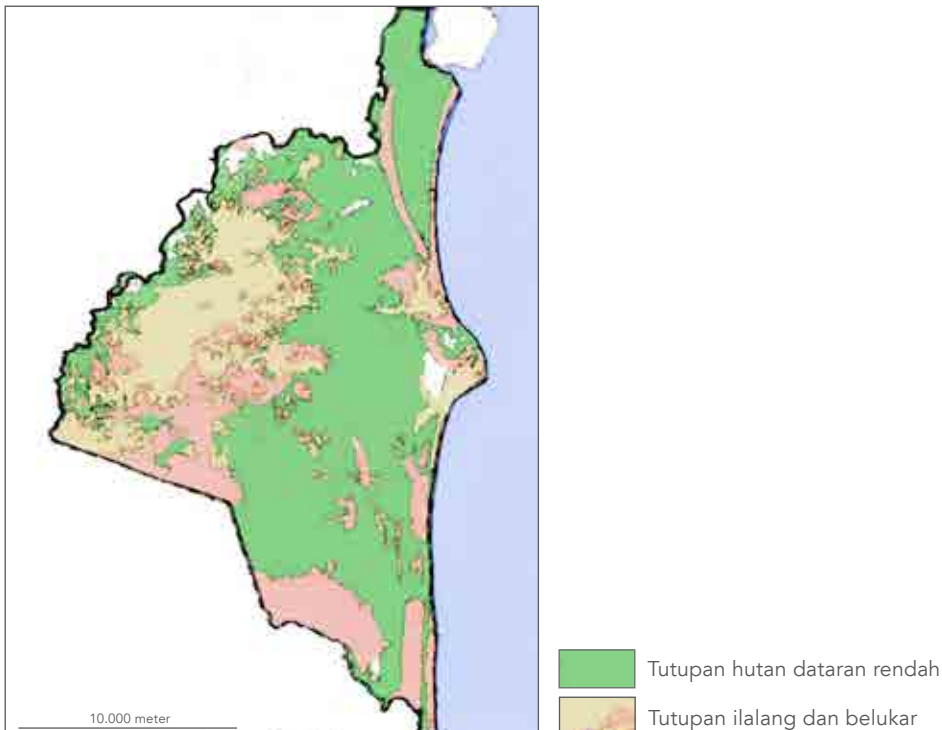 10.000 meter
Tutupan hutan dataran rendah
Tutupan ilalang dan belukar